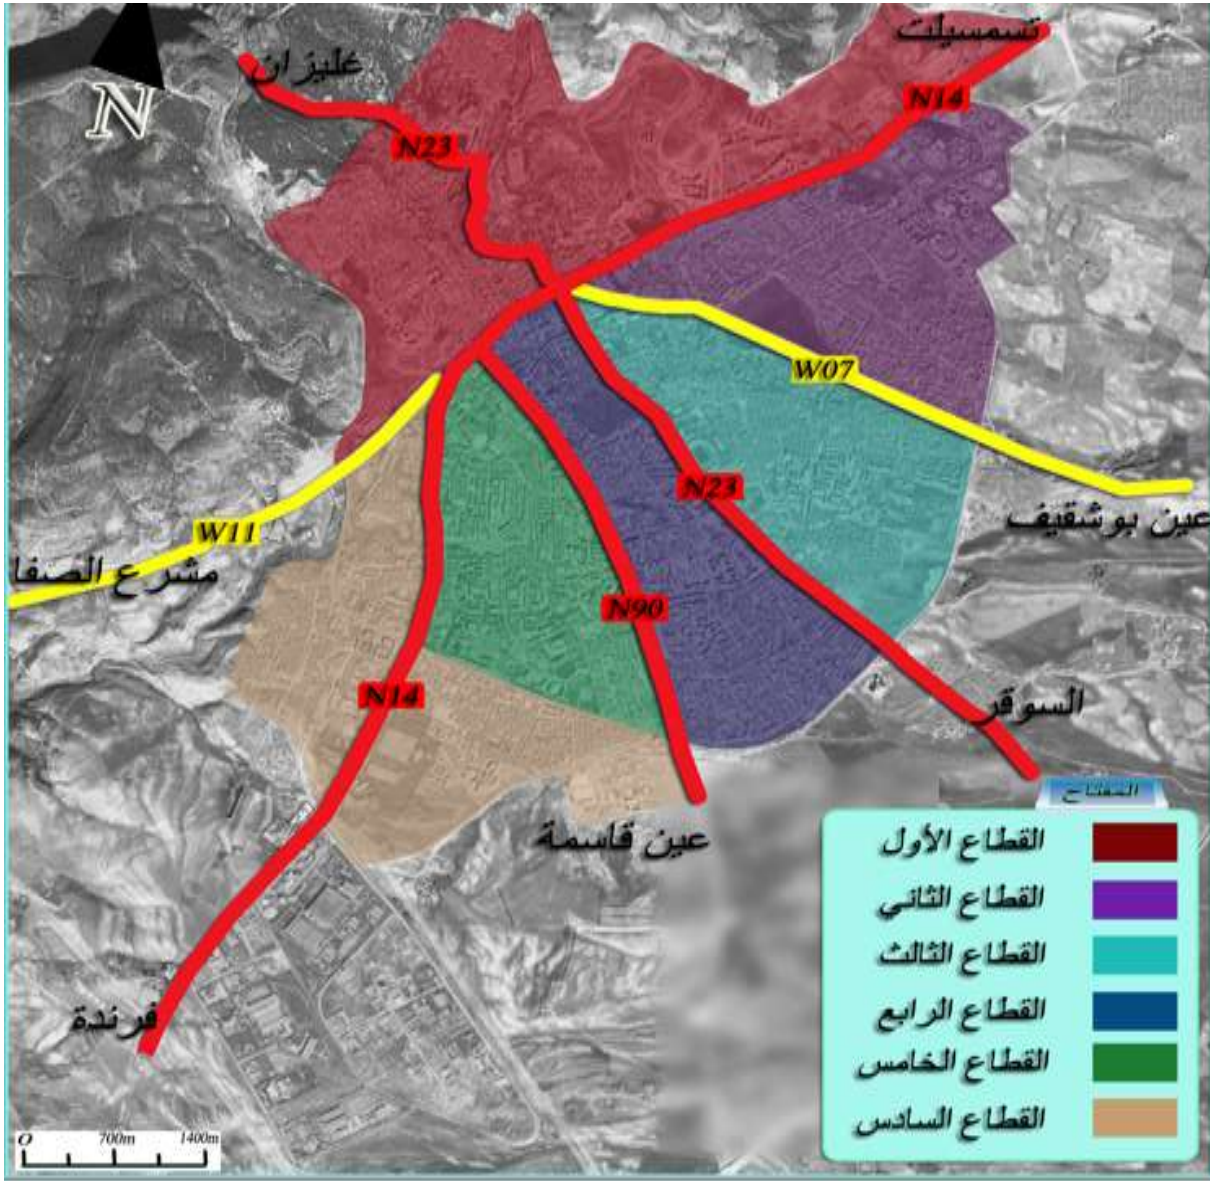 تسمسيلت
غليزان
N14
N
N23
W07
N23
عين بوشقيف
W11
مشرع الصفا
N90
N14
السوقر
المفتاح
عين قاسمة
القطاع الأول
القطاع الثاني
القطاع الثالث
القطاع الرابع
فرندة
القطاع الخامس
القطاع السادس
0 700m 1400m